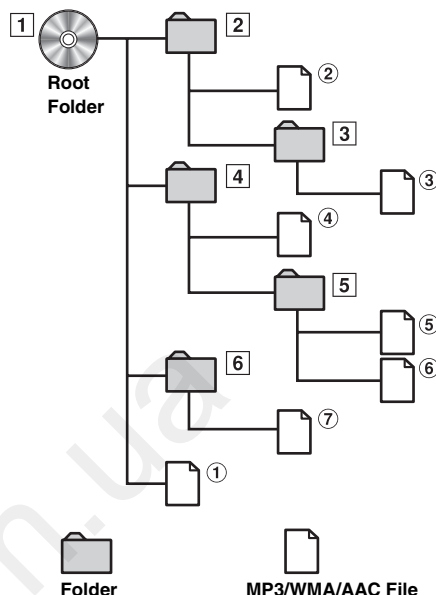 1
2
Root
Folder
②
3
③
4
④
5
⑤
⑥
6
⑦
①
Folder
MP3/WMA/AAC File
n.ua